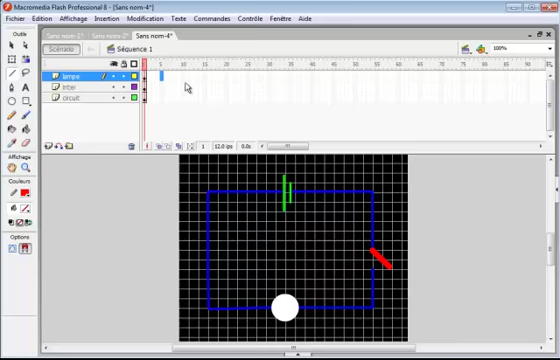 Macromedia Flash Professional 8 - [Sans nom-4*]
Fichier Edition Affichage Insertion Modification Texte Commandes Contrôle Fenêtre Aide
Outils
Sans nom-1* Sans nom-2* Sans nom-4*
Scénario Séquence 1 100%
1 5 10 15 20 25 30 35 40 45 50 55 60 65 70 75 80 85 90
lampe
inter
circuit
Affichage
1 12.0 ips 0.0s
Couleurs
Options